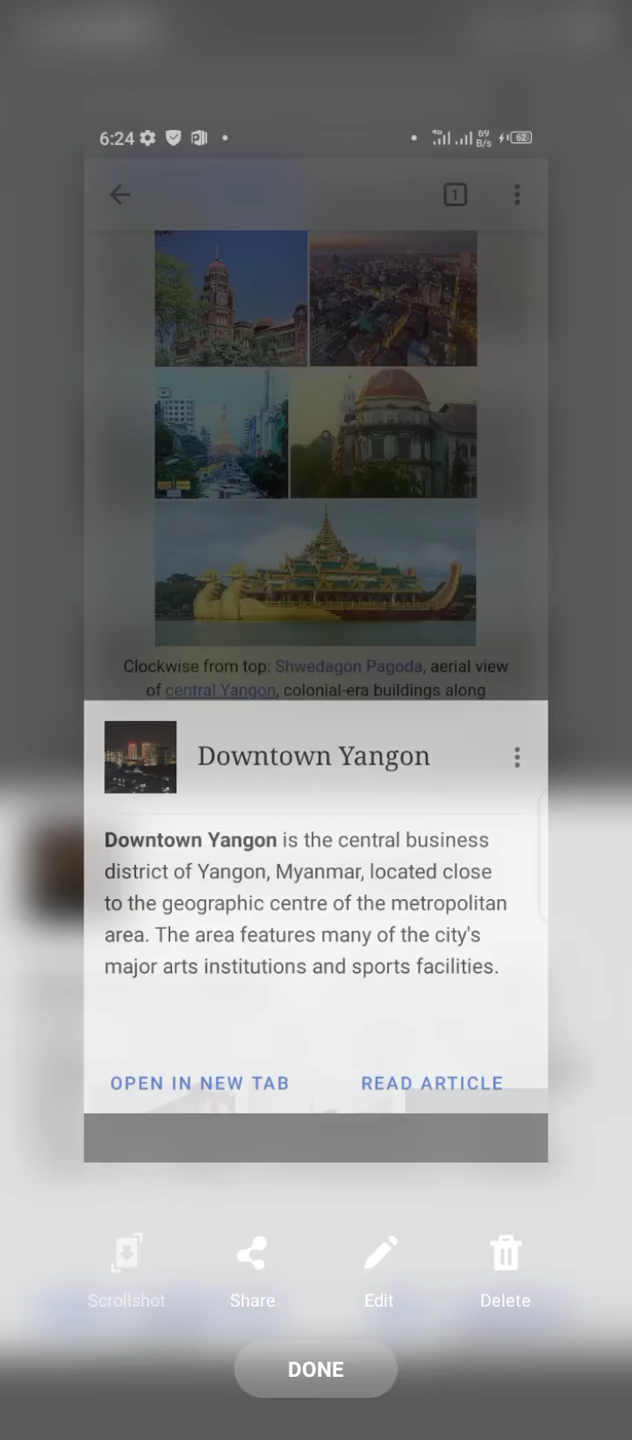 6:24
69
B/s
62
1
Clockwise from top: Shwedagon Pagoda, aerial view
of central Yangon, colonial-era buildings along
Downtown Yangon
Downtown Yangon is the central business
district of Yangon, Myanmar, located close
to the geographic centre of the metropolitan
area. The area features many of the city's
major arts institutions and sports facilities.
OPEN IN NEW TAB READ ARTICLE
Scrollshot Share Edit Delete
DONE